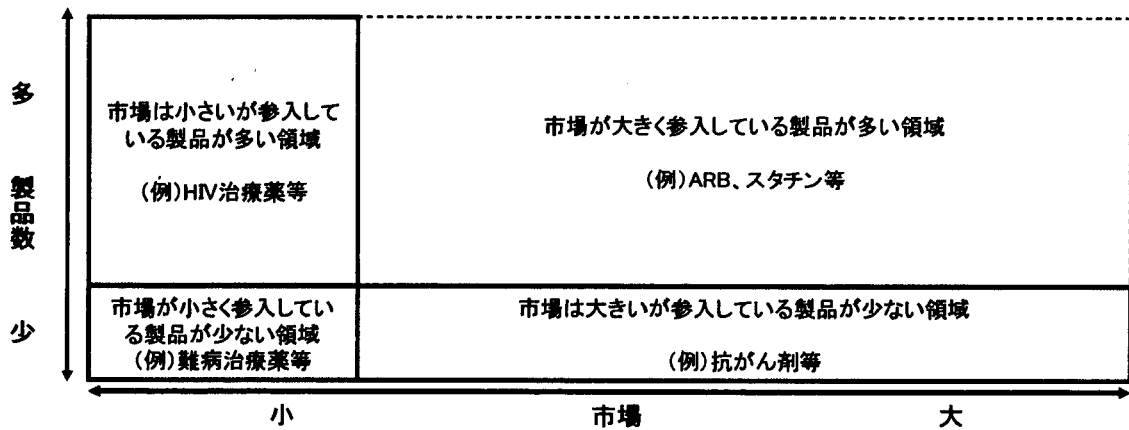 多
製品数
少
市場は小さいが参入して
いる製品が多い領域
(例)HIV治療薬等
市場が大きく参入している製品が多い領域
(例)ARB、スタチン等
市場が小さく参入してい
る製品が少ない領域
(例)難病治療薬等
市場は大きいが参入している製品が少ない領域
(例)抗がん剤等
小 市場 大